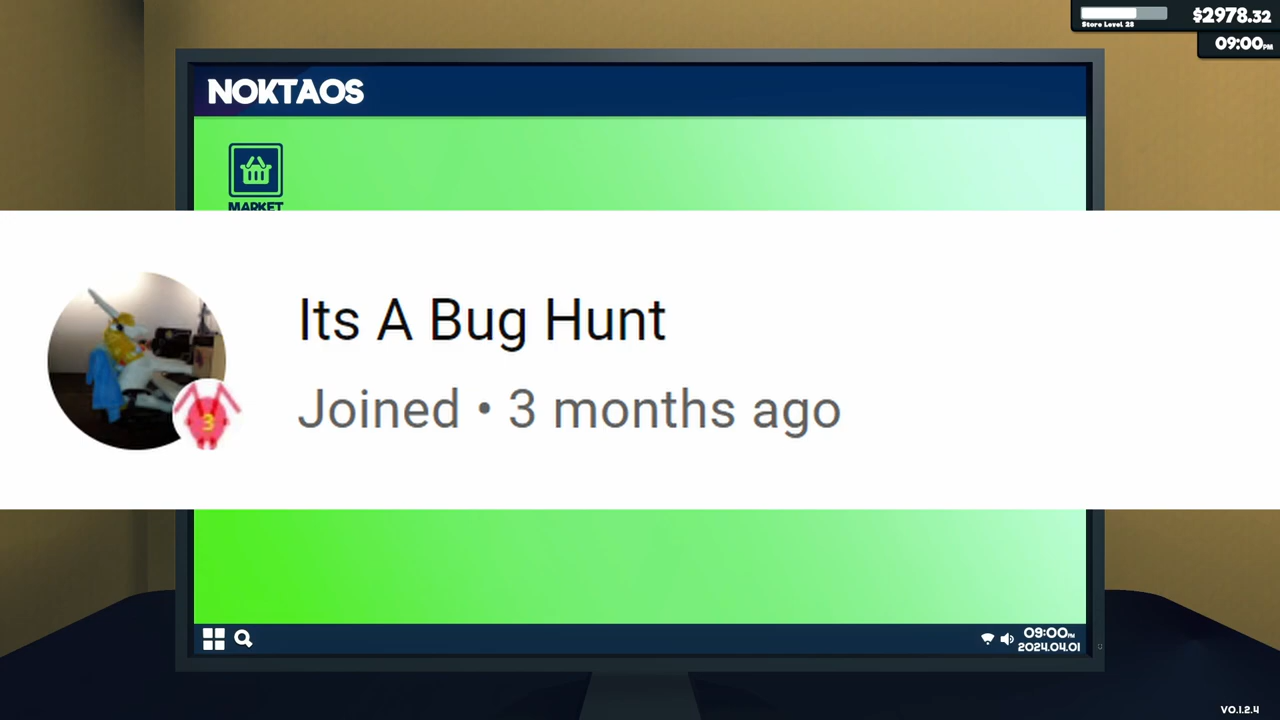 $2978.32
Store Level 28
09:00PM
NOKTAOS
MARKET
Its A Bug Hunt
Joined • 3 months ago
3
09:00PM
2024.04.01
V0.1.2.4